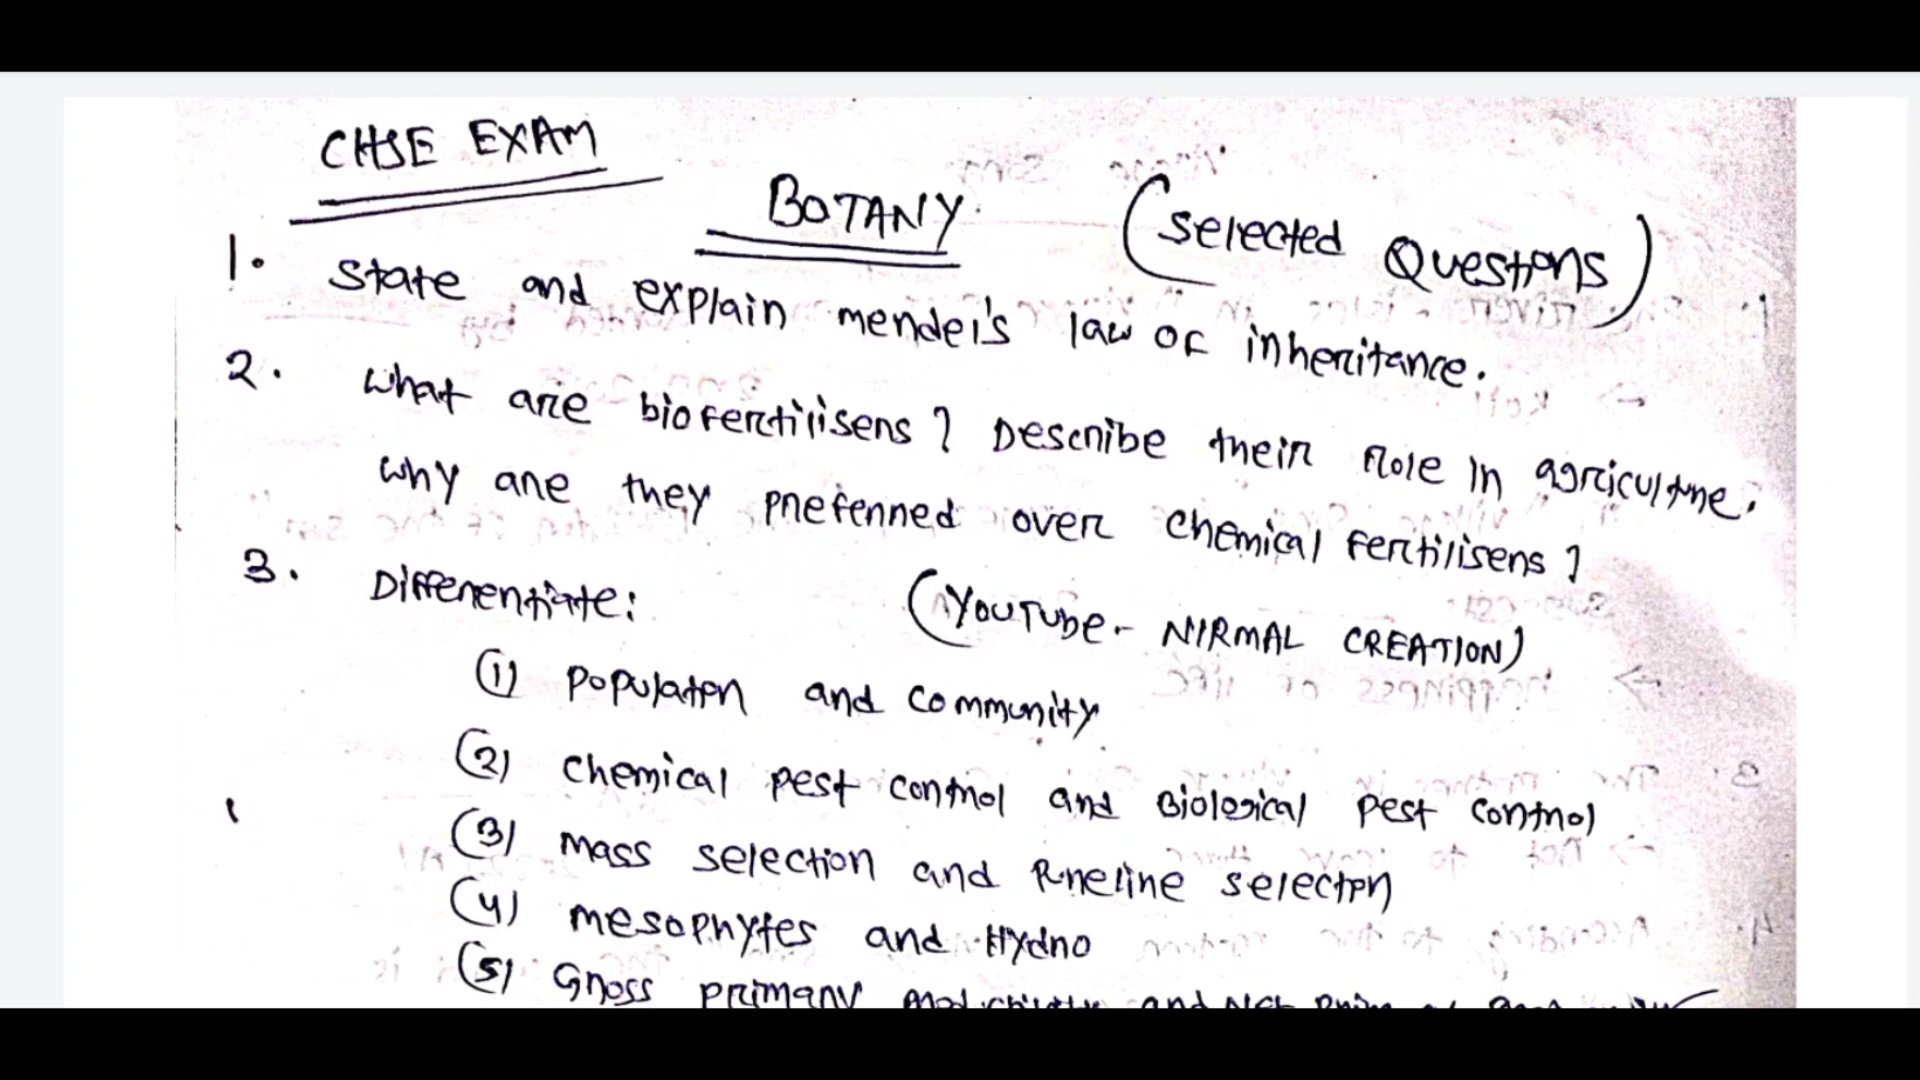 CHSE EXAM
BOTANY (Selected Questions)
1. State and explain mendel's law of inheritance.
2. What are biofertilisers? Describe their role in agriculture.
why are they preferred over chemical fertilisers?
3. Differentiate:
(YouTube - NIRMAL CREATION)
(1) Population and community
(2) Chemical pest control and Biological pest control
(3) Mass selection and Pureline selection
(4) mesophytes and Hydro
(5) Gross primary productivity and Net